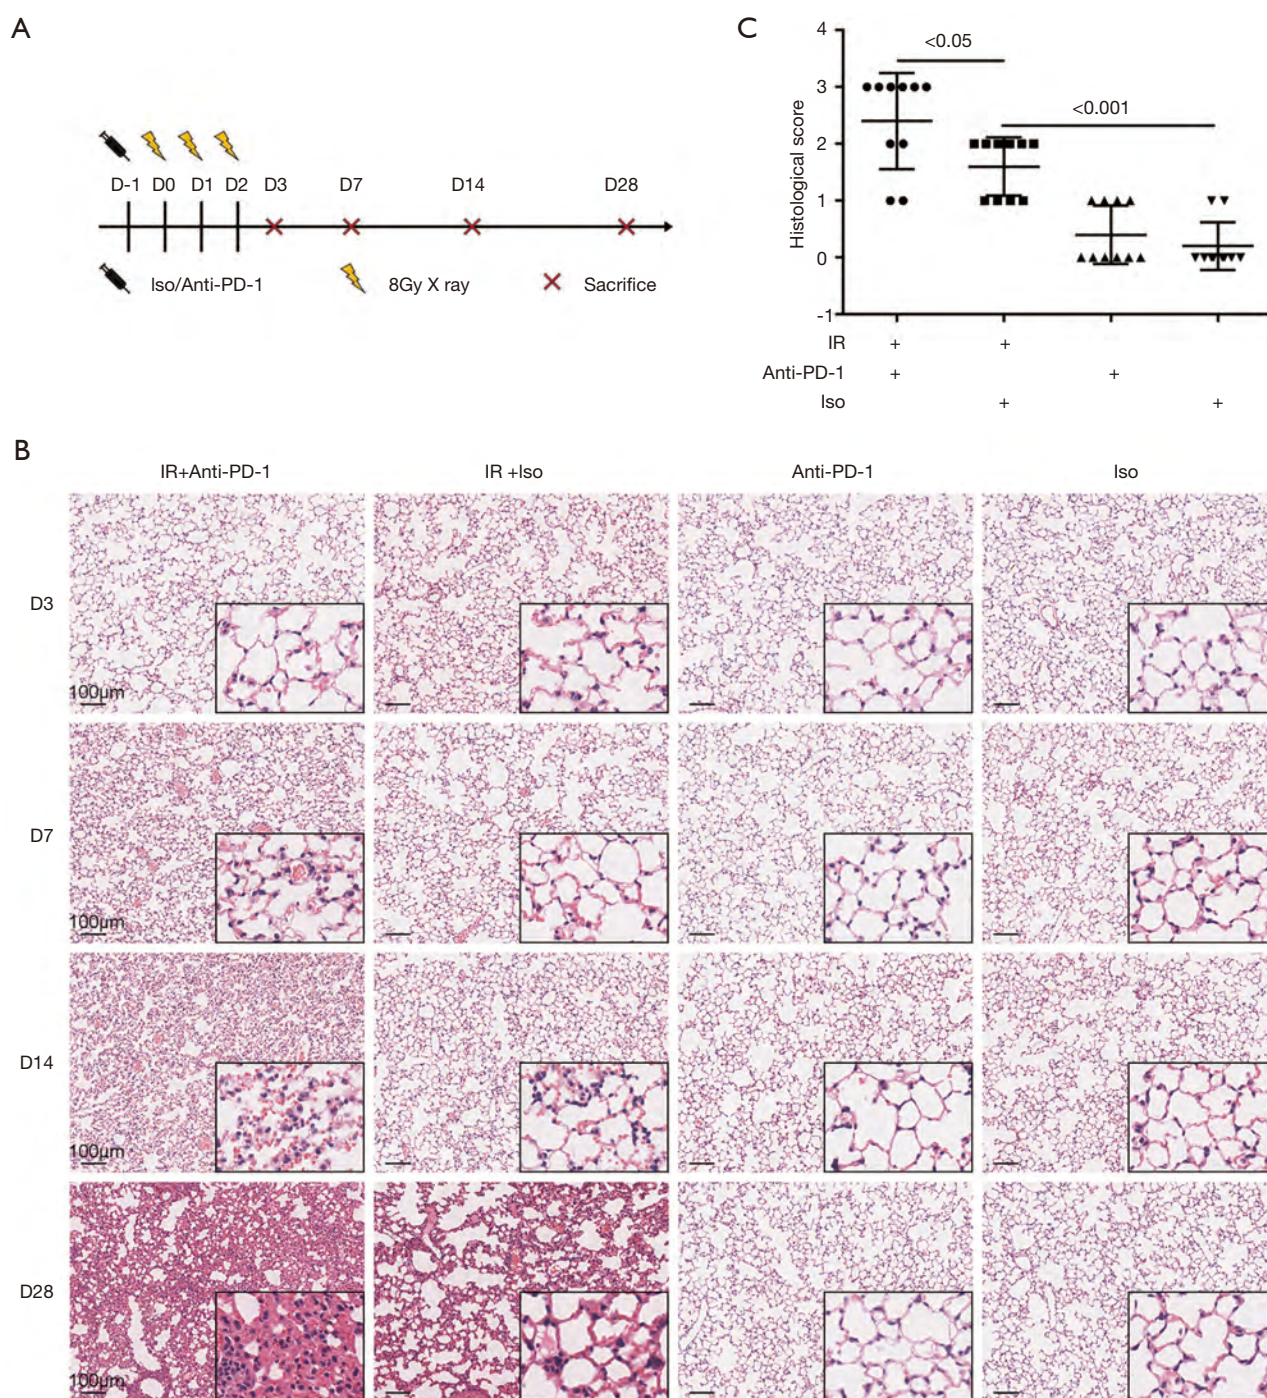 A
D-1 D0 D1 D2 D3 D7 D14 D28
Iso/Anti-PD-1 8Gy X ray Sacrifice
C
4
3
2
1
0
-1
Histological score
<0.05
<0.001
IR + +
Anti-PD-1 + +
Iso + +
B
IR+Anti-PD-1 IR +Iso Anti-PD-1 Iso
D3
100μm
D7
100μm
D14
100μm
D28
100μm